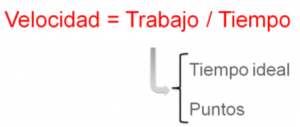 Velocidad = Trabajo / Tiempo
Tiempo ideal
Puntos